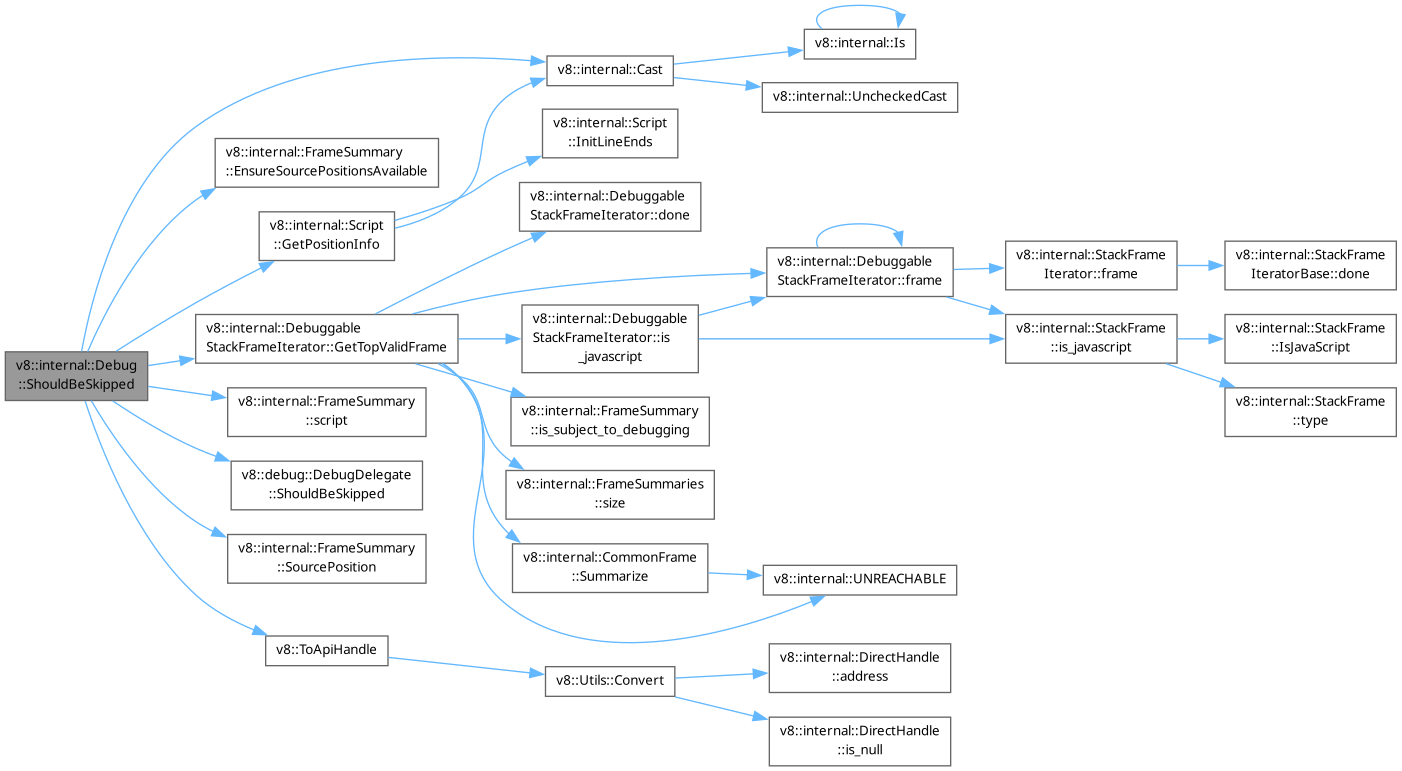 v8::internal::Debug
::ShouldBeSkipped
v8::internal::Cast
v8::internal::Is
v8::internal::UncheckedCast
v8::internal::FrameSummary
::EnsureSourcePositionsAvailable
v8::internal::Script
::GetPositionInfo
v8::internal::Script
::InitLineEnds
v8::internal::Debuggable
StackFrameIterator::GetTopValidFrame
v8::internal::Debuggable
StackFrameIterator::done
v8::internal::Debuggable
StackFrameIterator::frame
v8::internal::StackFrame
Iterator::frame
v8::internal::StackFrame
IteratorBase::done
v8::internal::Debuggable
StackFrameIterator::is
_javascript
v8::internal::StackFrame
::is_javascript
v8::internal::StackFrame
::IsJavaScript
v8::internal::StackFrame
::type
v8::internal::FrameSummary
::is_subject_to_debugging
v8::internal::FrameSummaries
::size
v8::internal::CommonFrame
::Summarize
v8::internal::UNREACHABLE
v8::internal::FrameSummary
::script
v8::debug::DebugDelegate
::ShouldBeSkipped
v8::internal::FrameSummary
::SourcePosition
v8::ToApiHandle
v8::Utils::Convert
v8::internal::DirectHandle
::address
v8::internal::DirectHandle
::is_null